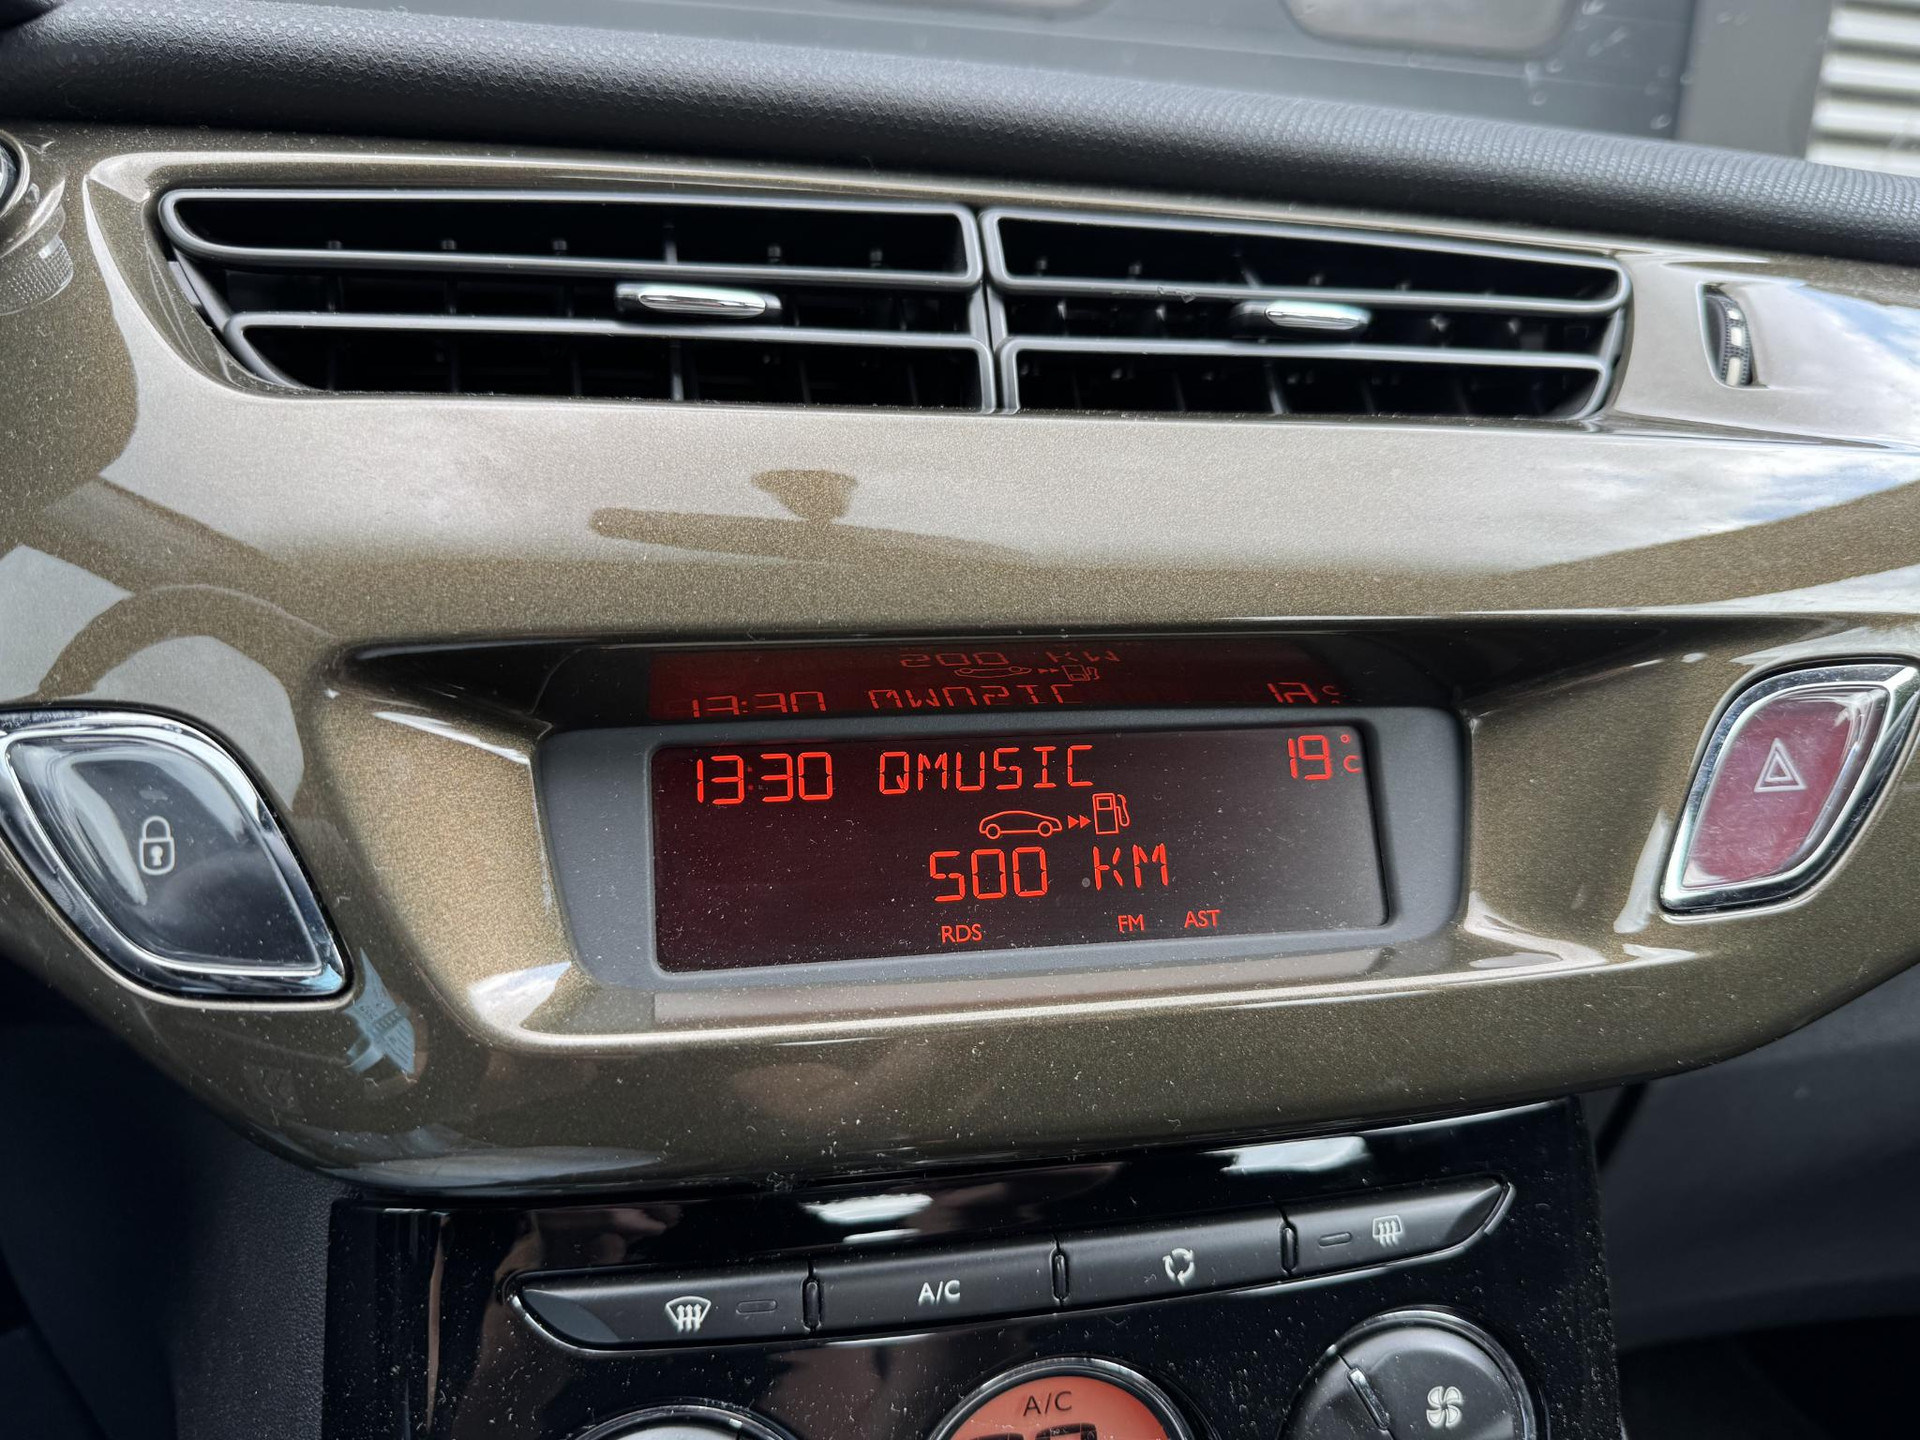 13:30 QMUSIC 19°C
500 KM
RDS FM AST
A/C
A/C